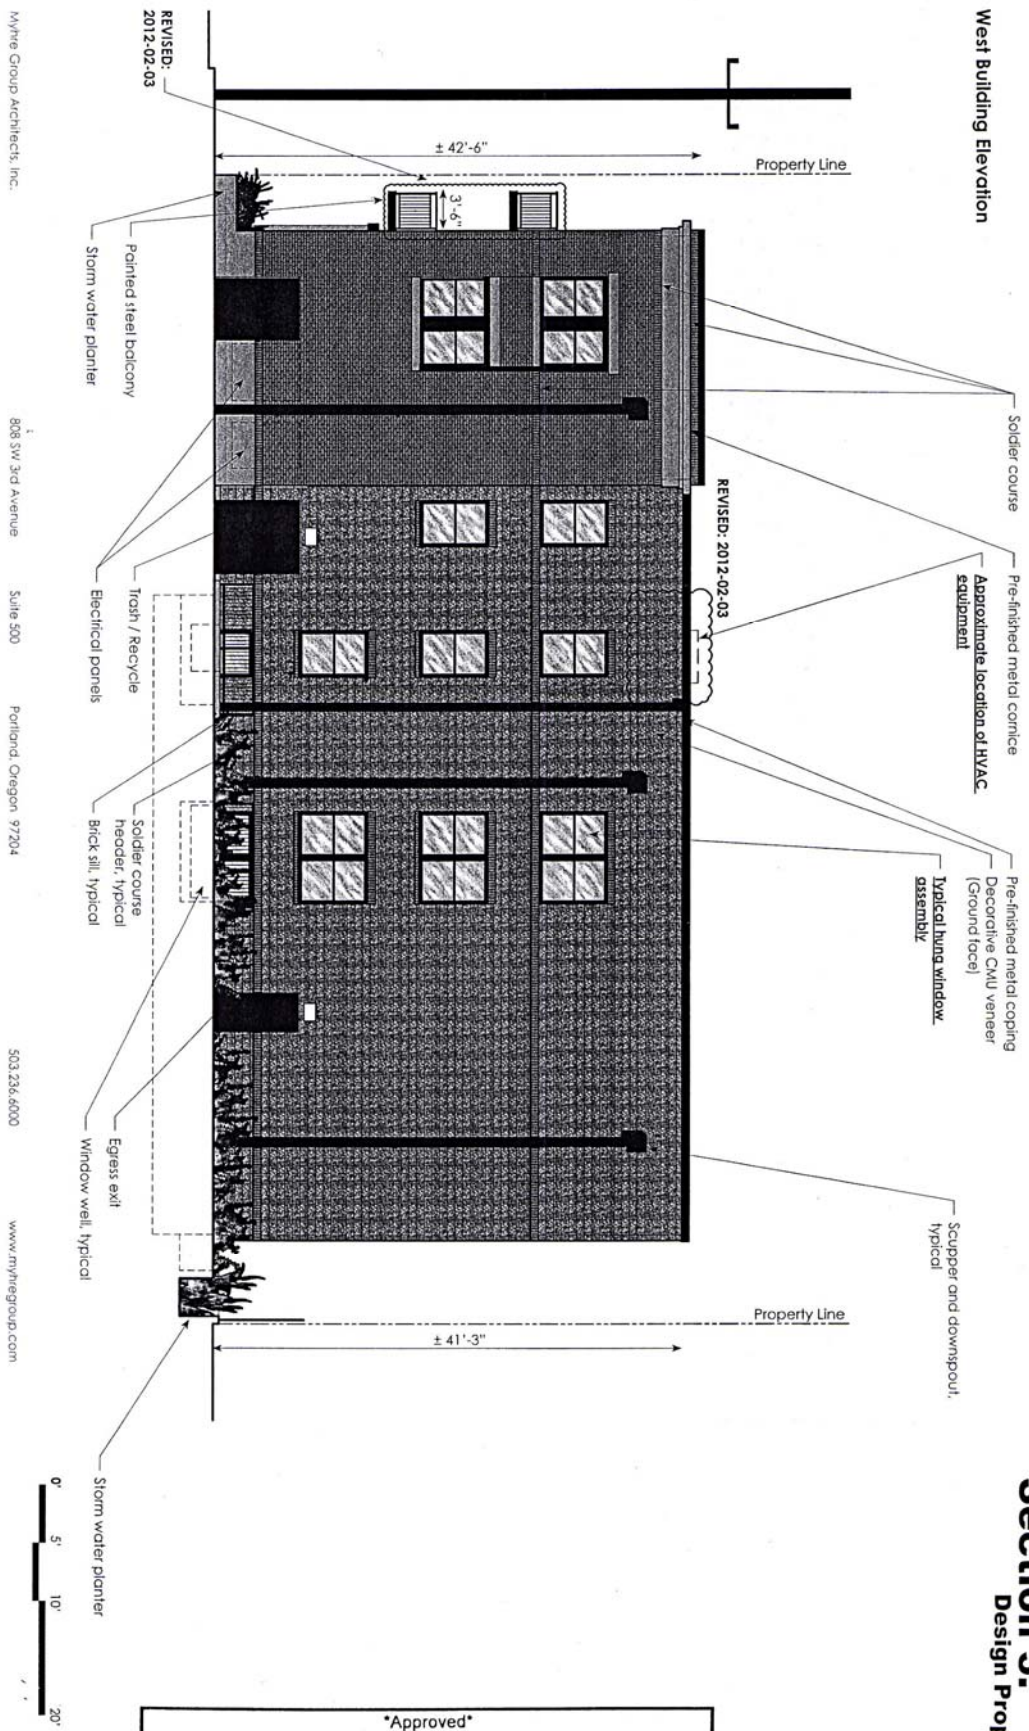 Section 3:
Design Prop
West Building Elevation
Soldier course
Pre-finished metal cornice
Approximate location of HVAC
equipment
Pre-finished metal coping
Decorative CMU veneer
(Ground face)
Typical hung window
assembly
Scupper and downspout,
typical
REVISED: 2012-02-03
Property Line
Property Line
± 42'-6"
3'-6"
± 41'-3"
REVISED:
2012-02-03
Painted steel balcony
Storm water planter
Trash / Recycle
Electrical panels
Soldier course
header, typical
Brick sill, typical
Egress exit
Window well, typical
Storm water planter
0' 5' 10' 20'
*Approved*
Myhre Group Architects, Inc. 808 SW 3rd Avenue Suite 500 Portland, Oregon 97204 503.236.6000 www.myhregroup.com